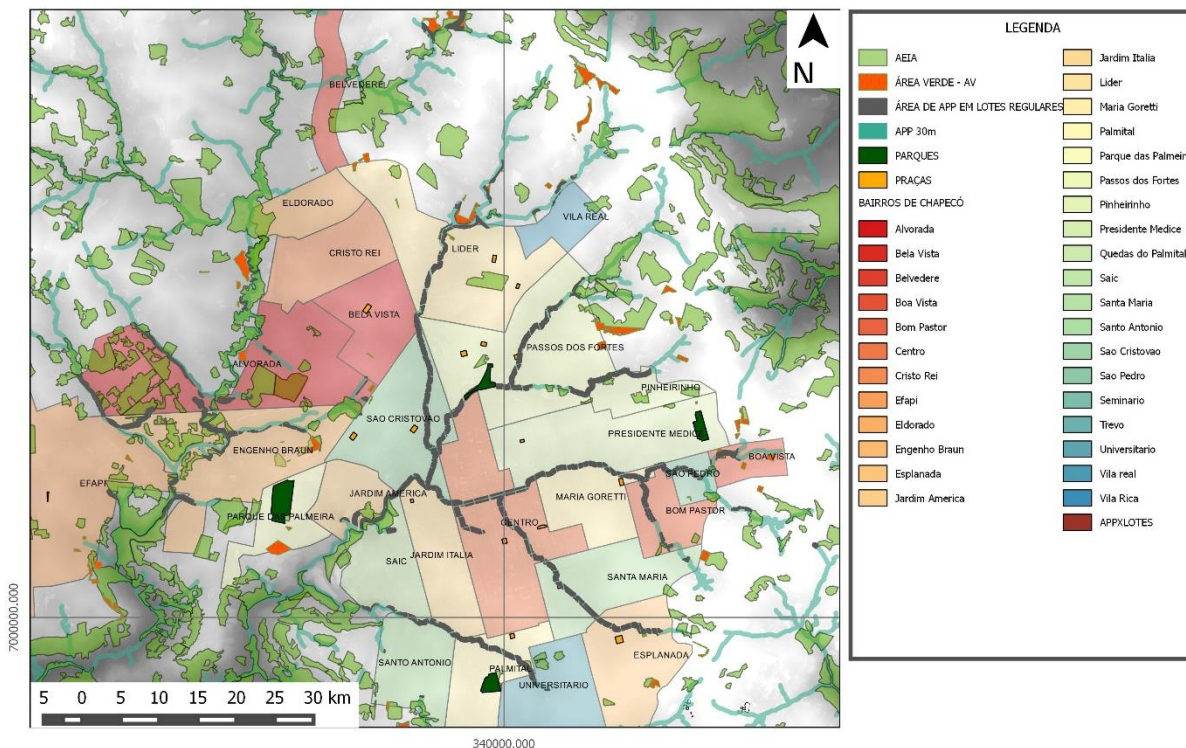 BELVEDERE
N
ELDORADO
VILA REAL
CRISTO REI
LIDER
BELA VISTA
ALVORADA
PASSOS DOS FORTES
PINHEIRINHO
SAO CRISTOVAO
PRESIDENTE MEDICE
ENGENHO BRAUN
BOA VISTA
SAO PEDRO
EFAPI
JARDIM AMERICA
MARIA GORETTI
PARQUE DAS PALMEIRA
BOM PASTOR
CENTRO
JARDIM ITALIA
SAIC
SANTA MARIA
ESPLANADA
SANTO ANTONIO
PALMITAL
UNIVERSITARIO
5 0 5 10 15 20 25 30 km
7000000.000
340000.000
LEGENDA
AEIA
ÁREA VERDE - AV
ÁREA DE APP EM LOTES REGULARES
APP 30m
PARQUES
PRAÇAS
BAIRROS DE CHAPECÓ
Alvorada
Bela Vista
Belvedere
Boa Vista
Bom Pastor
Centro
Cristo Rei
Efapi
Eldorado
Engenho Braun
Esplanada
Jardim America
Jardim Italia
Lider
Maria Goretti
Palmital
Parque das Palmeir
Passos dos Fortes
Pinheirinho
Presidente Medice
Quedas do Palmital
Saic
Santa Maria
Santo Antonio
Sao Cristovao
Sao Pedro
Seminario
Trevo
Universitario
Vila real
Vila Rica
APPXLOTES